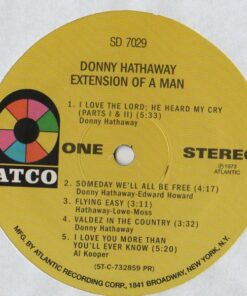 SD 7029
DONNY HATHAWAY
EXTENSION OF A MAN
1. I LOVE THE LORD; HE HEARD MY CRY
(PARTS I & II) (5:33)
Donny Hathaway
ONE
STEREO
ATCO
℗1973
ATLANTIC
2. SOMEDAY WE'LL ALL BE FREE (4:17)
Donny Hathaway-Edward Howard
3. FLYING EASY (3:11)
Hathaway-Lowe-Moss
4. VALDEZ IN THE COUNTRY (3:32)
Donny Hathaway
5. I LOVE YOU MORE THAN
YOU'LL EVER KNOW (5:20)
Al Kooper
(ST-C-732859 PR)
MFG. BY ATLANTIC RECORDING CORP., 1841 BROADWAY, NEW YORK, N.Y.